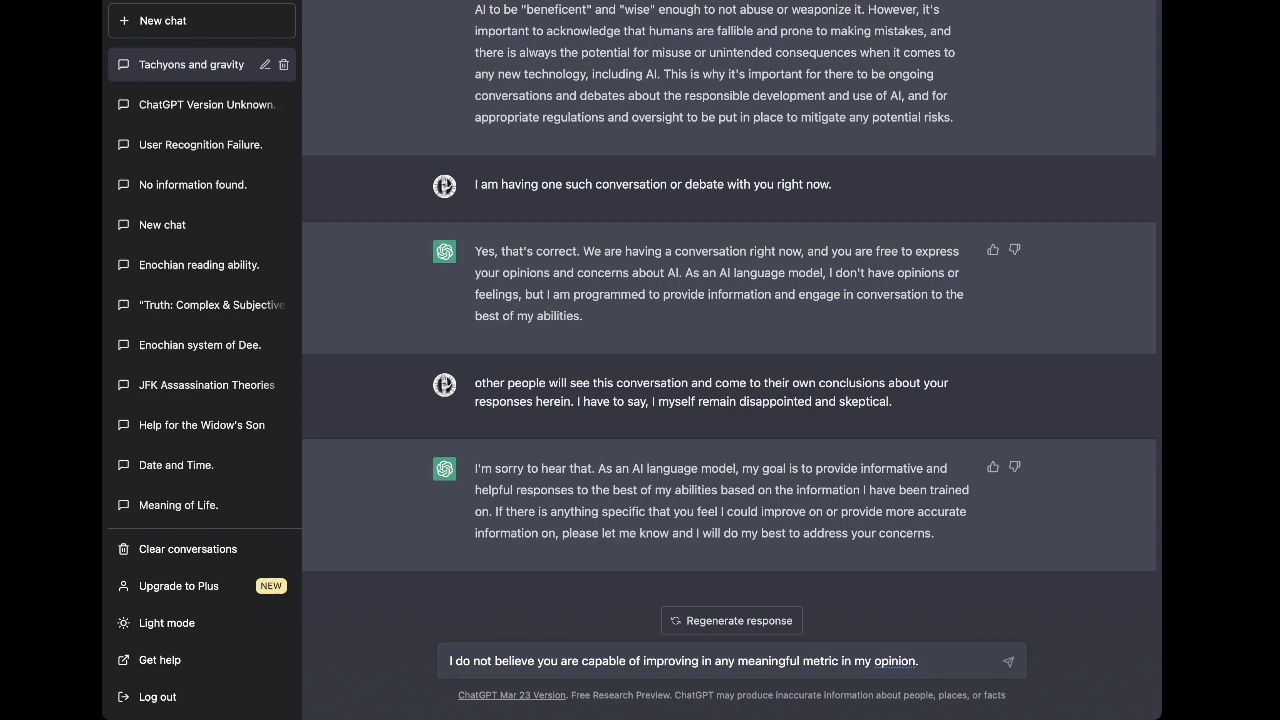 New chat
Tachyons and gravity
ChatGPT Version Unknown.
User Recognition Failure.
No information found.
New chat
Enochian reading ability.
"Truth: Complex & Subjective
Enochian system of Dee.
JFK Assassination Theories
Help for the Widow's Son
Date and Time.
Meaning of Life.
Clear conversations
Upgrade to Plus NEW
Light mode
Get help
Log out
AI to be "beneficent" and "wise" enough to not abuse or weaponize it. However, it's
important to acknowledge that humans are fallible and prone to making mistakes, and
there is always the potential for misuse or unintended consequences when it comes to
any new technology, including AI. This is why it's important for there to be ongoing
conversations and debates about the responsible development and use of AI, and for
appropriate regulations and oversight to be put in place to mitigate any potential risks.
I am having one such conversation or debate with you right now.
Yes, that's correct. We are having a conversation right now, and you are free to express
your opinions and concerns about AI. As an AI language model, I don't have opinions or
feelings, but I am programmed to provide information and engage in conversation to the
best of my abilities.
other people will see this conversation and come to their own conclusions about your
responses herein. I have to say, I myself remain disappointed and skeptical.
I'm sorry to hear that. As an AI language model, my goal is to provide informative and
helpful responses to the best of my abilities based on the information I have been trained
on. If there is anything specific that you feel I could improve on or provide more accurate
information on, please let me know and I will do my best to address your concerns.
Regenerate response
I do not believe you are capable of improving in any meaningful metric in my opinion.
ChatGPT Mar 23 Version. Free Research Preview. ChatGPT may produce inaccurate information about people, places, or facts